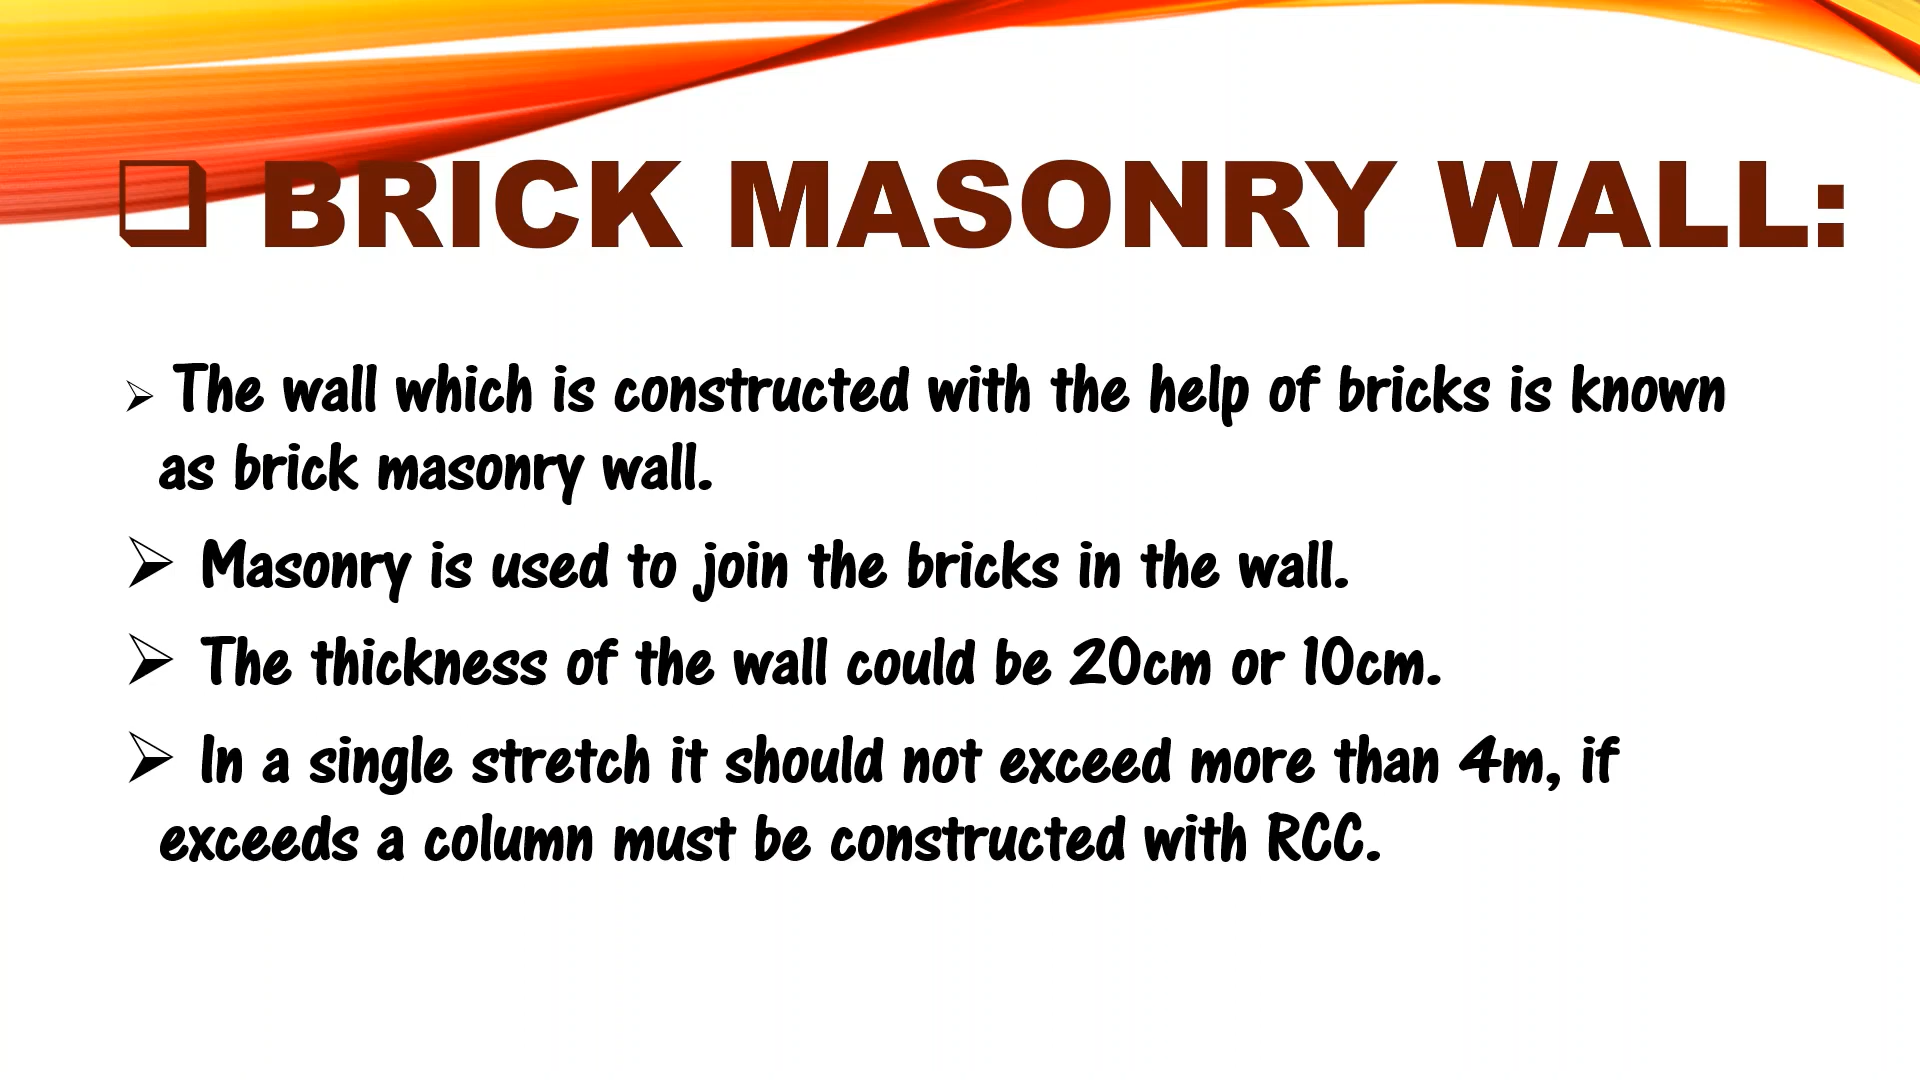 ❑ BRICK MASONRY WALL:
➢ The wall which is constructed with the help of bricks is known
as brick masonry wall.
➢ Masonry is used to join the bricks in the wall.
➢ The thickness of the wall could be 20cm or 10cm.
➢ In a single stretch it should not exceed more than 4m, if
exceeds a column must be constructed with RCC.